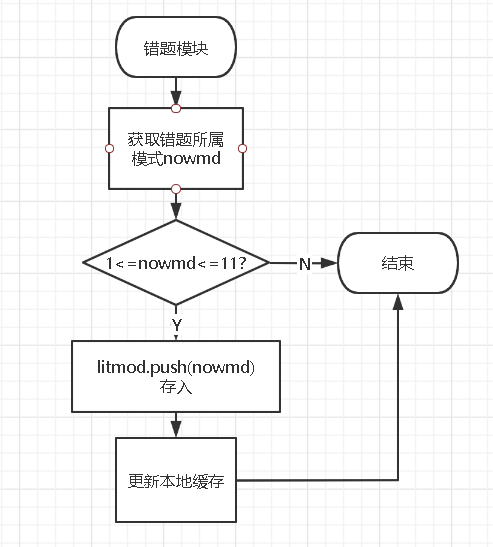 错题模块
获取错题所属
模式nowmd
1<=nowmd<=11?
N
结束
Y
litmod.push(nowmd)
存入
更新本地缓存